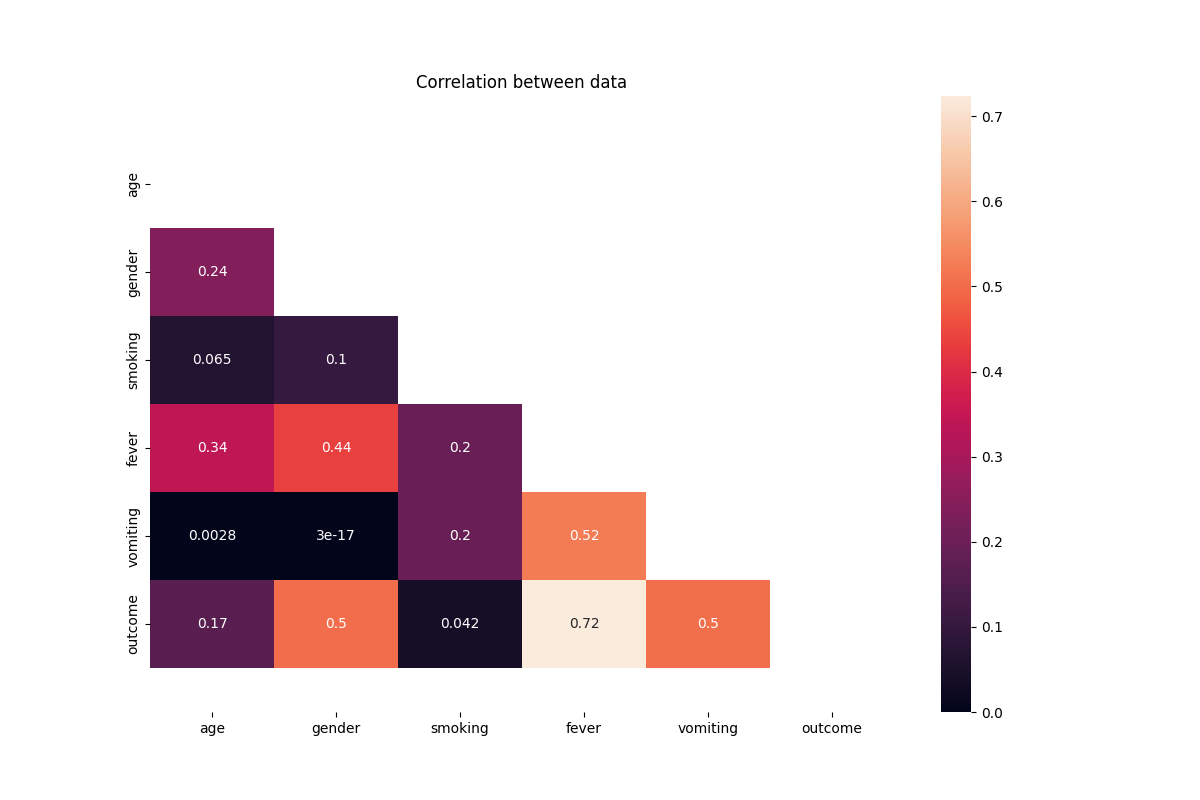 Correlation between data
0.7
age
0.6
gender
0.24
0.5
smoking
0.065 0.1
0.4
fever
0.34 0.44 0.2
0.3
vomiting
0.0028 3e-17 0.2 0.52
0.2
outcome
0.17 0.5 0.042 0.72 0.5
0.1
0.0
age gender smoking fever vomiting outcome